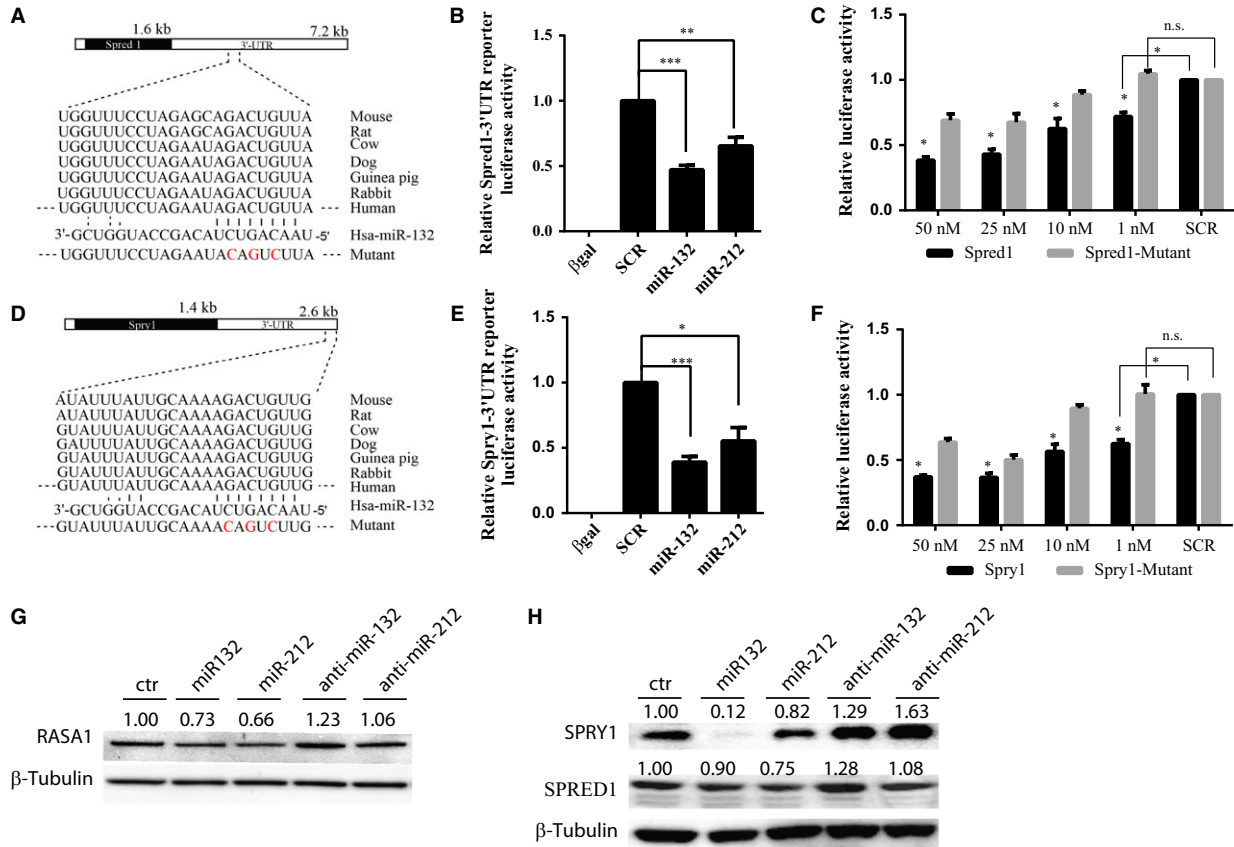 A
1.6 kb
7.2 kb
Spred 1
3'-UTR
UGGUUUCCUAGAGCAGACUGUUA Mouse
UGGUUUCCUAGAGCAGACUGUUA Rat
UGGUUUCCUAGAAUAGACUGUUA Cow
UGGUUUCCUAGAAUAGACUGUUA Dog
UGGUUUCCUAGAAUAGACUGUUA Guinea pig
UGGUUUCCUAGAAUAGACUGUUA Rabbit
--- UGGUUUCCUAGAAUAGACUGUUA --- Human
3'-GCUGGUACCGACAUCUGACAAU-5' Hsa-miR-132
--- UGGUUUCCUAGAAUACAGUCUUA --- Mutant
B
Relative Spred1-3'UTR reporter
luciferase activity
1.5
1.0
0.5
0.0
**
***
βgal
SCR
miR-132
miR-212
C
Relative luciferase activity
1.5
1.0
0.5
0.0
n.s.
*
* * * *
50 nM 25 nM 10 nM 1 nM SCR
Spred1 Spred1-Mutant
D
1.4 kb
2.6 kb
Spry1
3'-UTR
AUAUUUAUUGCAAAAGACUGUUG Mouse
AUAUUUAUUGCAAAAGACUGUUG Rat
GUAUUUAUUGCAAAAGACUGUUG Cow
GAUUUUAUUGCAAAAGACUGUUG Dog
GUAUUUAUUGCAAAAGACUGUUG Guinea pig
GUAUUUAUUGCAAAAGACUGUUG Rabbit
---GUAUUUAUUGCAAAAGACUGUUG --- Human
3'-GCUGGUACCGACAUCUGACAAU-5' Hsa-miR-132
--- GUAUUUAUUGCAAAACAGUCUUG --- Mutant
E
Relative Spry1-3'UTR reporter
luciferase activity
1.5
1.0
0.5
0.0
*
***
βgal
SCR
miR-132
miR-212
F
Relative luciferase activity
1.5
1.0
0.5
0.0
n.s.
*
* * * *
50 nM 25 nM 10 nM 1 nM SCR
Spry1 Spry1-Mutant
G
ctr miR132 miR-212 anti-miR-132 anti-miR-212
1.00 0.73 0.66 1.23 1.06
RASA1
β-Tubulin
H
ctr miR132 miR-212 anti-miR-132 anti-miR-212
1.00 0.12 0.82 1.29 1.63
SPRY1
1.00 0.90 0.75 1.28 1.08
SPRED1
β-Tubulin